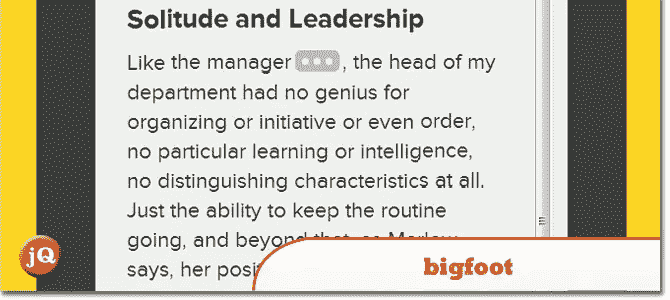 Solitude and Leadership
Like the manager , the head of my
department had no genius for
organizing or initiative or even order,
no particular learning or intelligence,
no distinguishing characteristics at all.
Just the ability to keep the routine
going, and beyond that, as Marlow
says, her
jQ
bigfoot